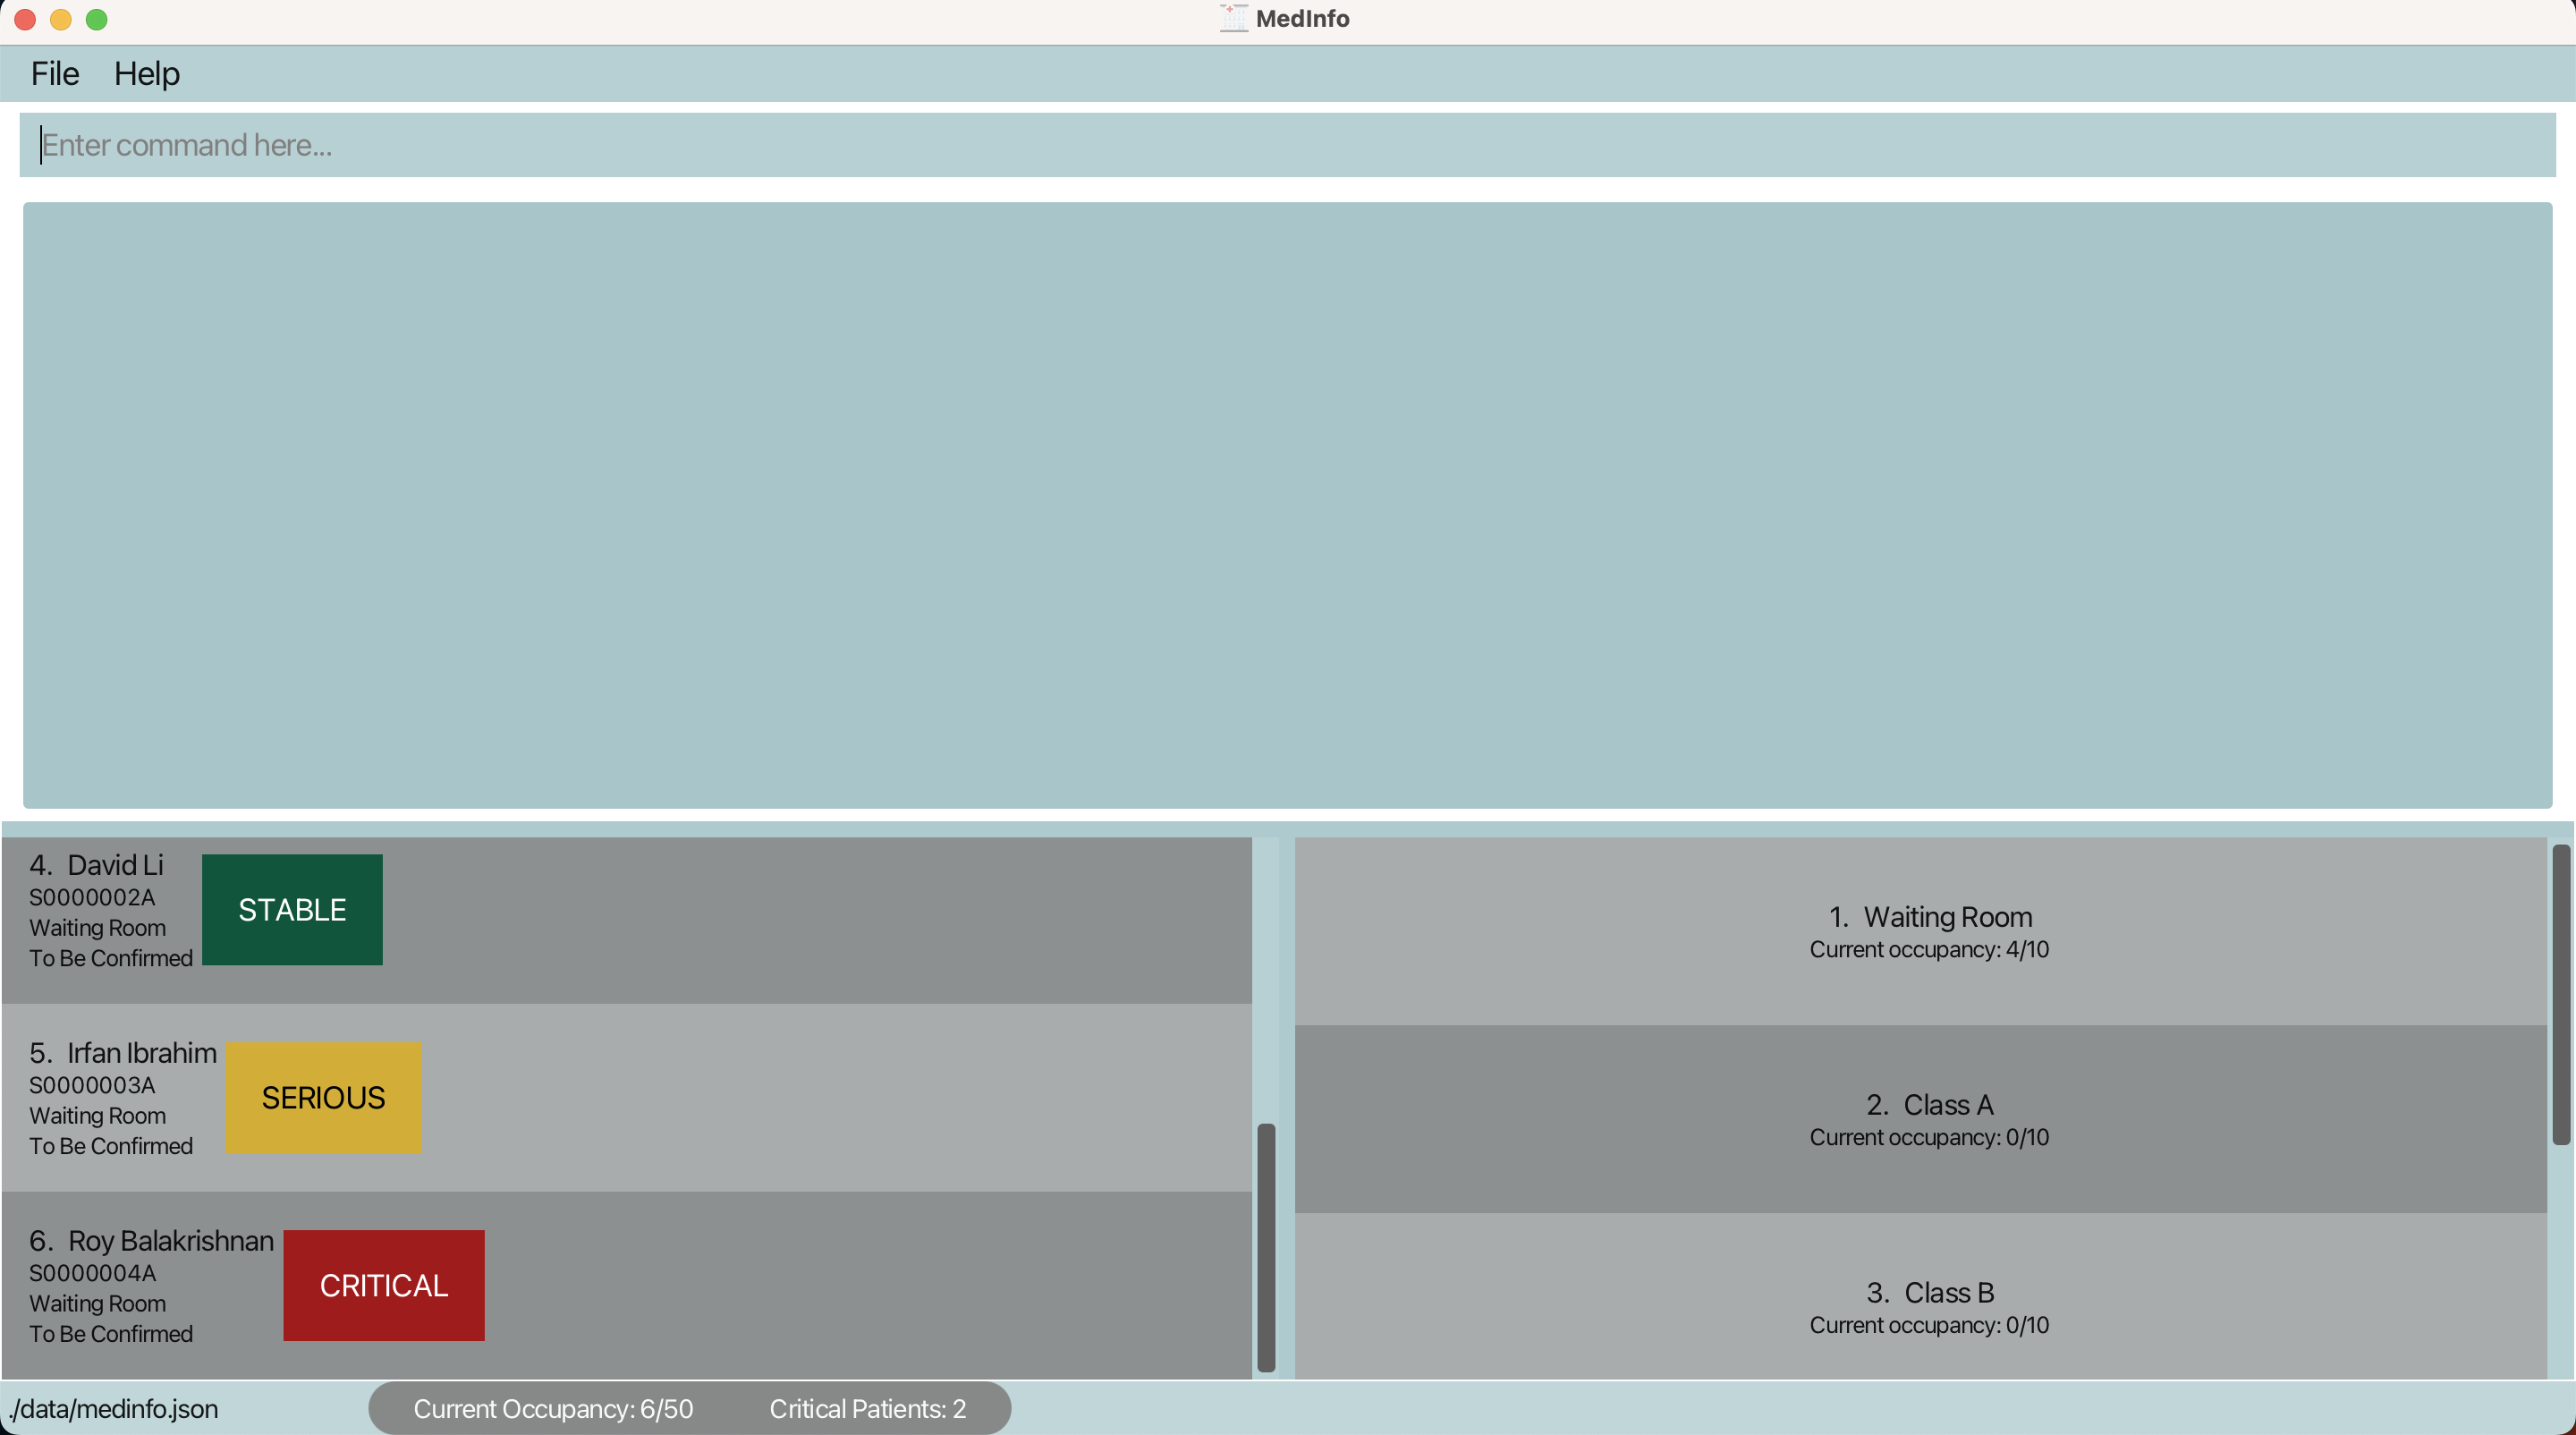 MedInfo
File Help
Enter command here...
4. David Li
S0000002A
Waiting Room
To Be Confirmed
STABLE
5. Irfan Ibrahim
S0000003A
Waiting Room
To Be Confirmed
SERIOUS
6. Roy Balakrishnan
S0000004A
Waiting Room
To Be Confirmed
CRITICAL
1. Waiting Room
Current occupancy: 4/10
2. Class A
Current occupancy: 0/10
3. Class B
Current occupancy: 0/10
./data/medinfo.json
Current Occupancy: 6/50 Critical Patients: 2